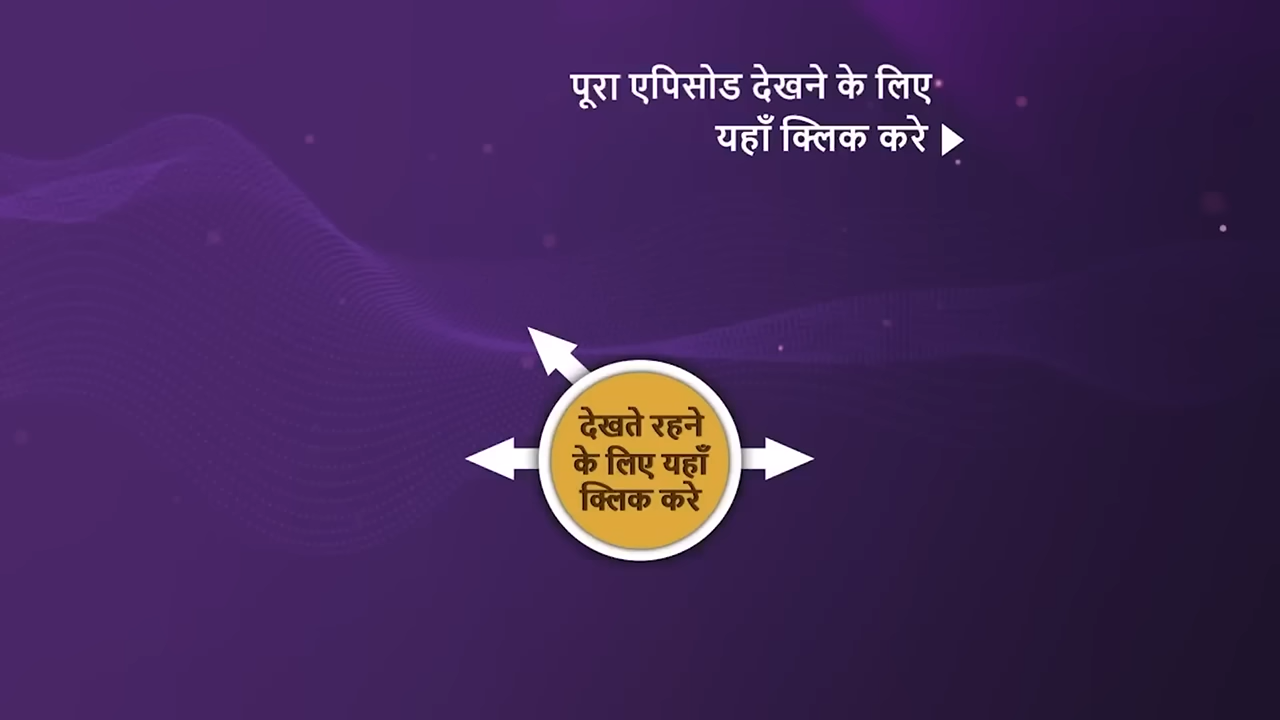 पूरा एपिसोड देखने के लिए
यहाँ क्लिक करे
देखते रहने
के लिए यहाँ
क्लिक करे